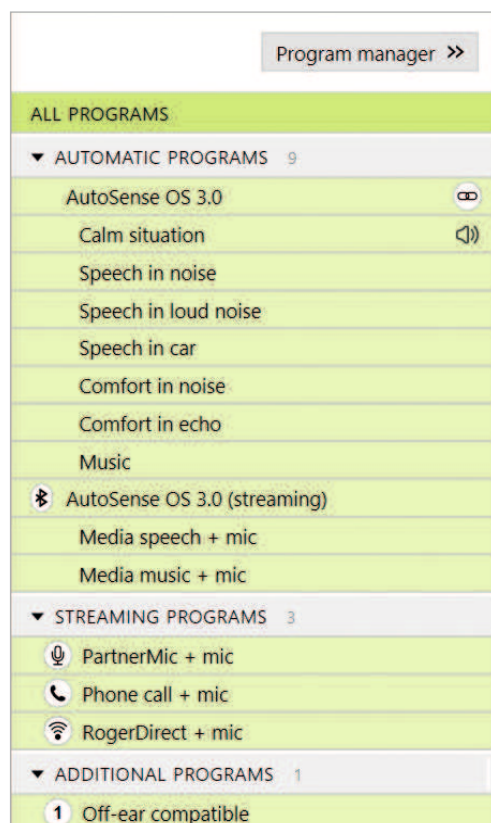 Program manager >>
ALL PROGRAMS
AUTOMATIC PROGRAMS 9
AutoSense OS 3.0
Calm situation
Speech in noise
Speech in loud noise
Speech in car
Comfort in noise
Comfort in echo
Music
AutoSense OS 3.0 (streaming)
Media speech + mic
Media music + mic
STREAMING PROGRAMS 3
PartnerMic + mic
Phone call + mic
RogerDirect + mic
ADDITIONAL PROGRAMS 1
1 Off-ear compatible